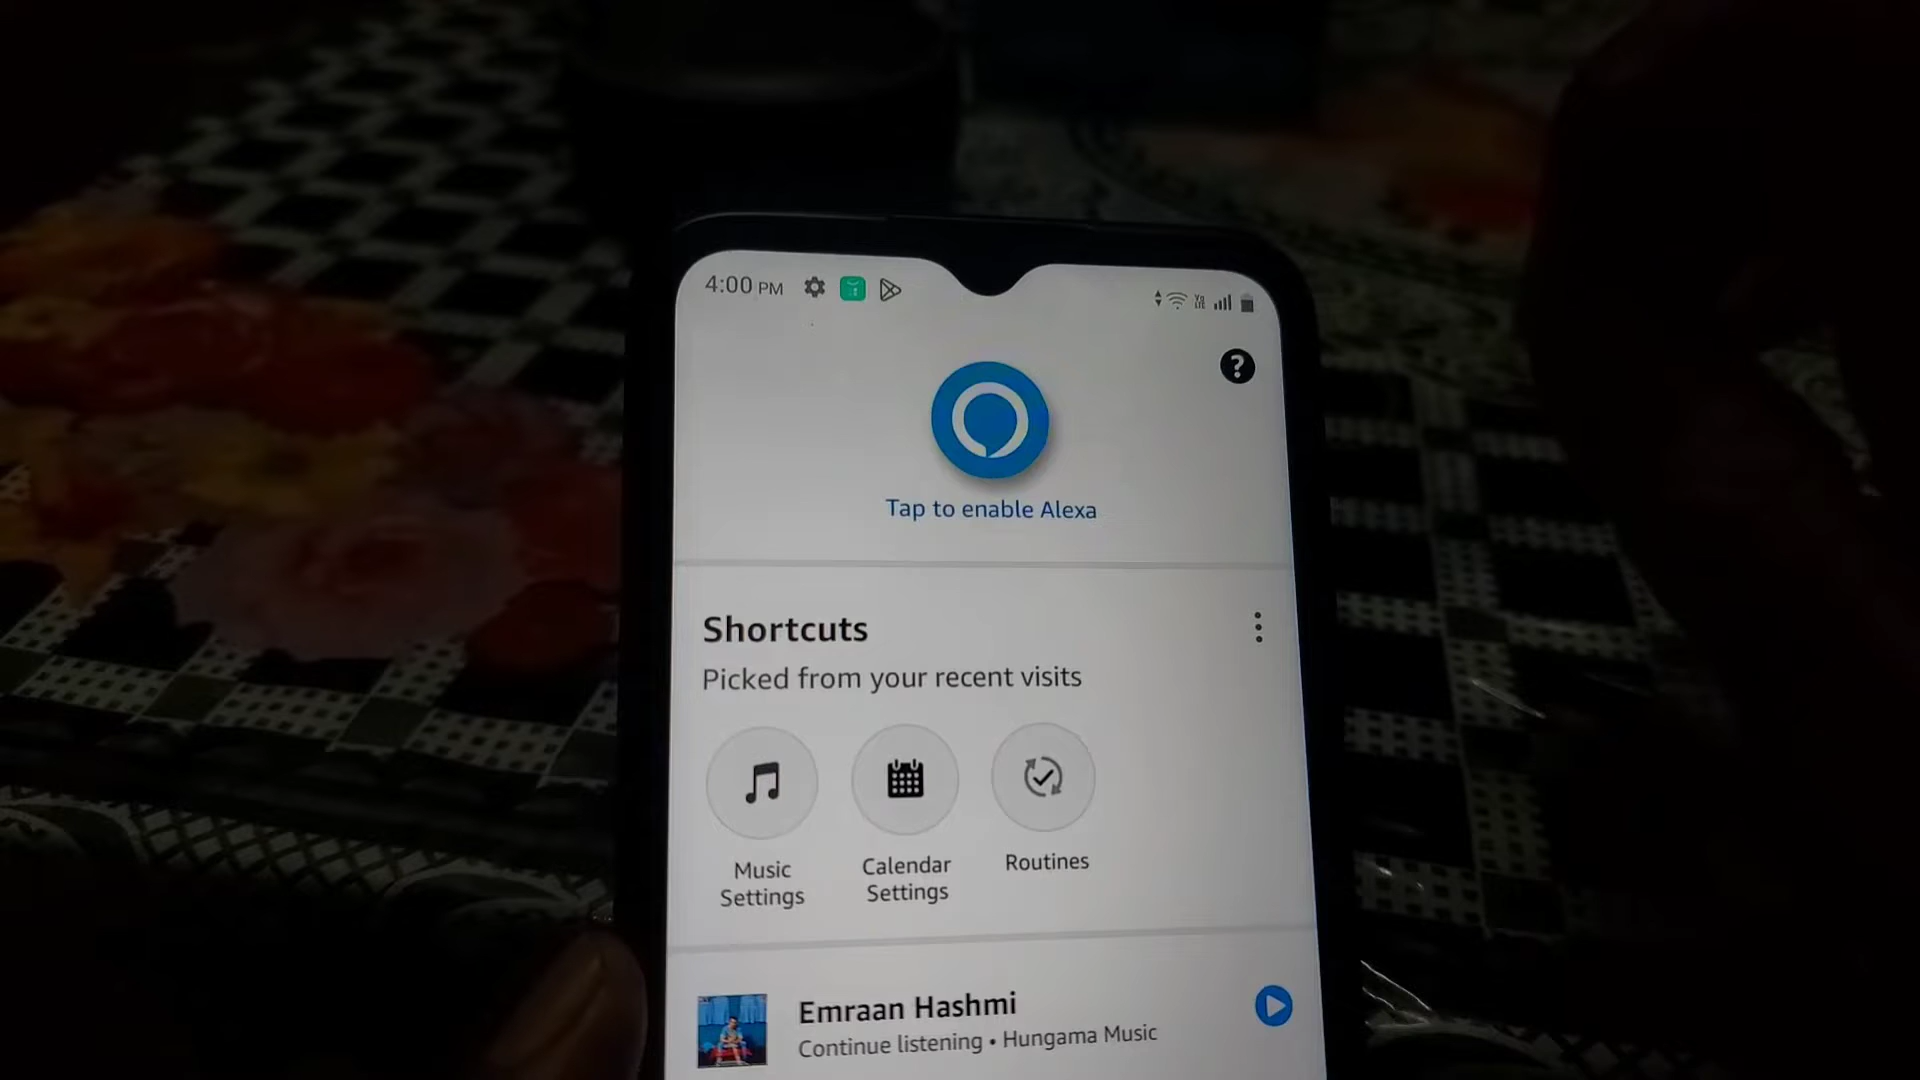 4:00 PM
?
Tap to enable Alexa
Shortcuts
Picked from your recent visits
Music
Settings
Calendar
Settings
Routines
Emraan Hashmi
Continue listening • Hungama Music